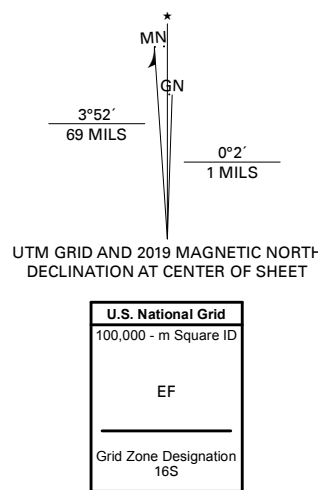 ★
MN
GN
3°52´
69 MILS
0°2´
1 MILS
UTM GRID AND 2019 MAGNETIC NORTH
DECLINATION AT CENTER OF SHEET
U.S. National Grid
100,000 - m Square ID
EF
Grid Zone Designation
16S